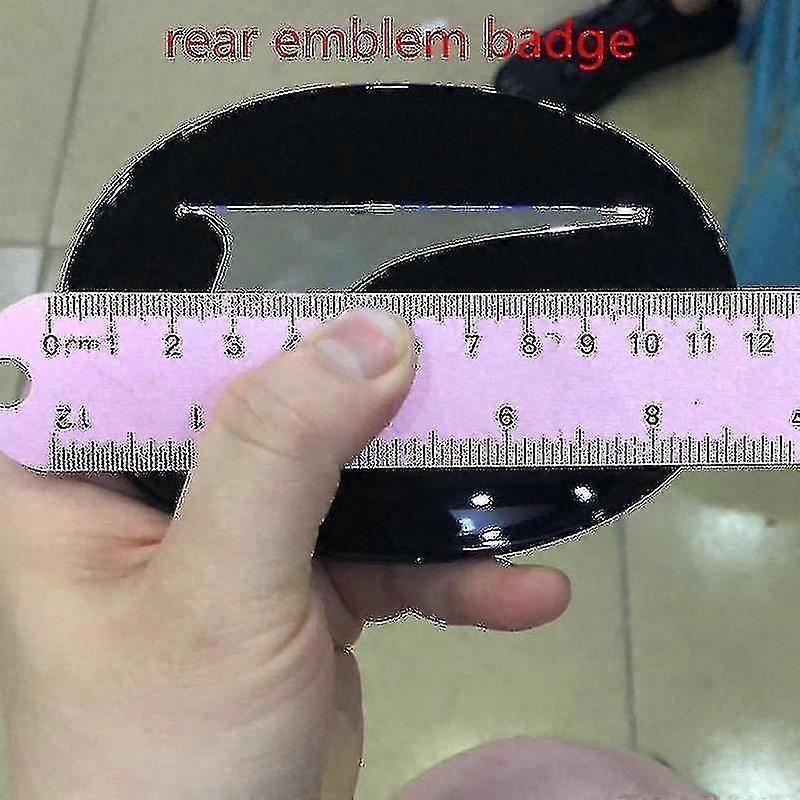 rear emblem badge
0 cm 1 2 3 4 7 8 9 10 11 12
6 8